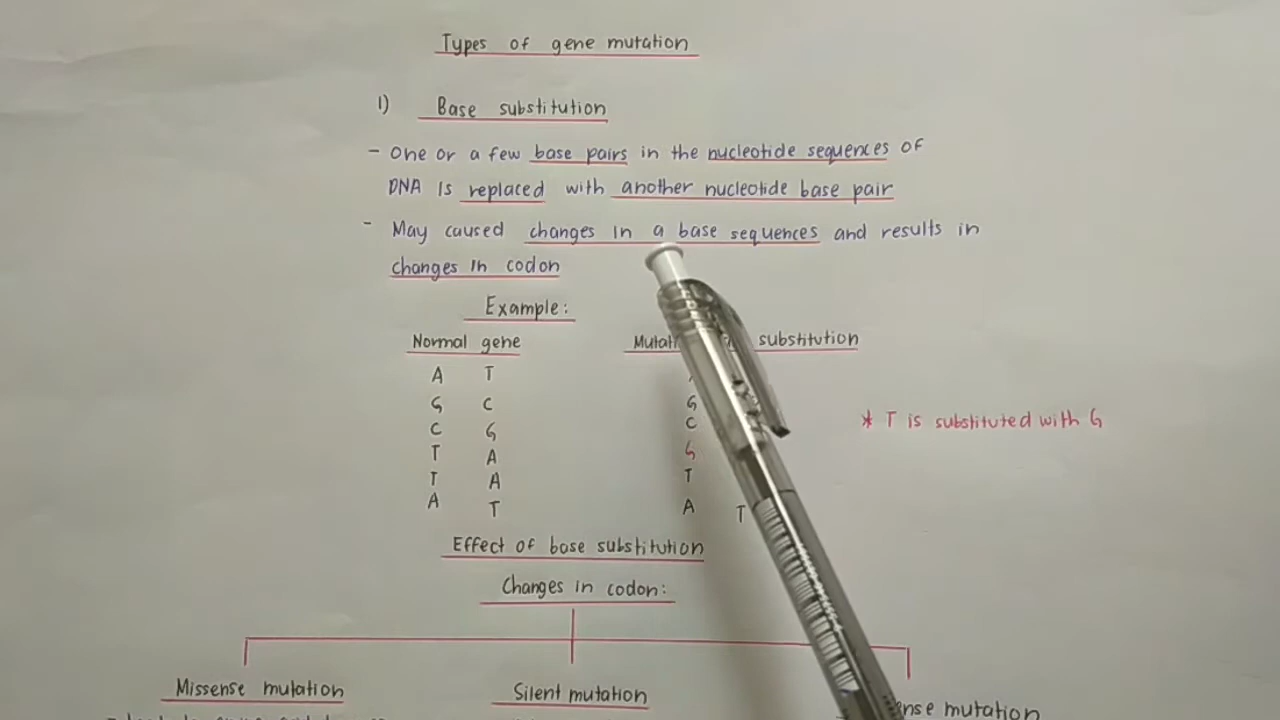 Types of gene mutation
1) Base substitution
- One or a few base pairs in the nucleotide sequences of
DNA is replaced with another nucleotide base pair
- May caused changes in a base sequences and results in
changes in codon
Example:
Normal gene substitution
A T
G C G
C G C
T A G
T A T
A T A T
* T is substituted with G
Effect of base substitution
Changes in codon:
Missense mutation Silent mutation mutation